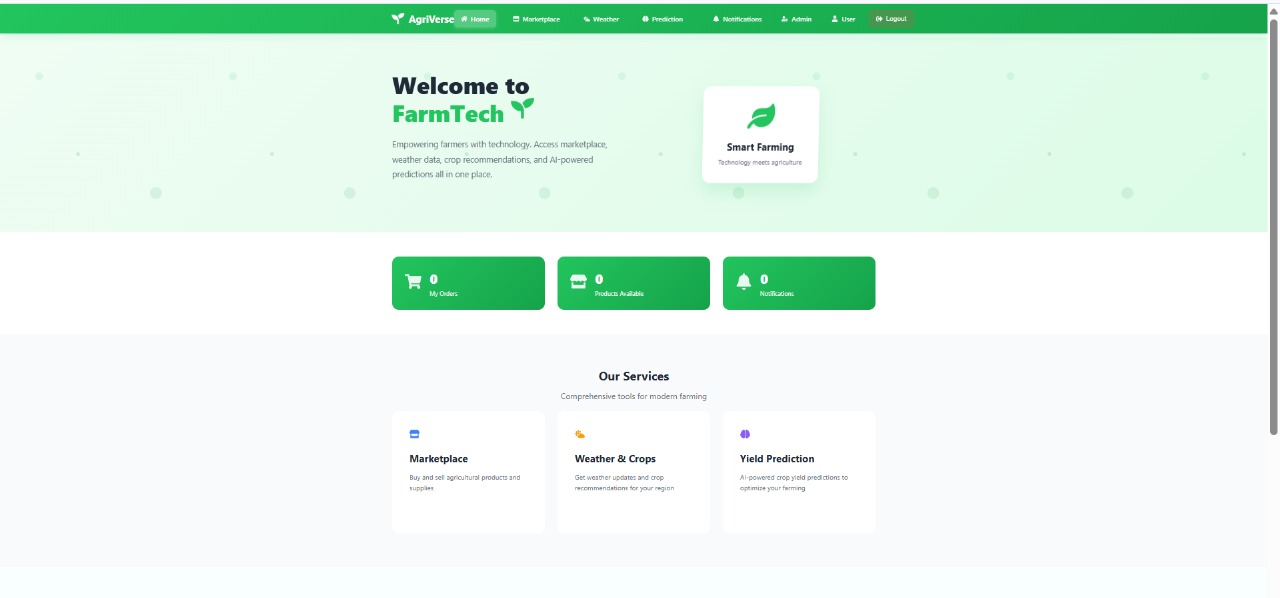 AgriVerse Home Marketplace Weather Prediction Notifications Admin User Logout
Welcome to
FarmTech
Empowering farmers with technology. Access marketplace,
weather data, crop recommendations, and AI-powered
predictions all in one place.
Smart Farming
Technology meets agriculture
0
My Orders
0
Products Available
0
Notifications
Our Services
Comprehensive tools for modern farming
Marketplace
Buy and sell agricultural products and
supplies
Weather & Crops
Get weather updates and crop
recommendations for your region
Yield Prediction
AI-powered crop yield predictions to
optimize your farming